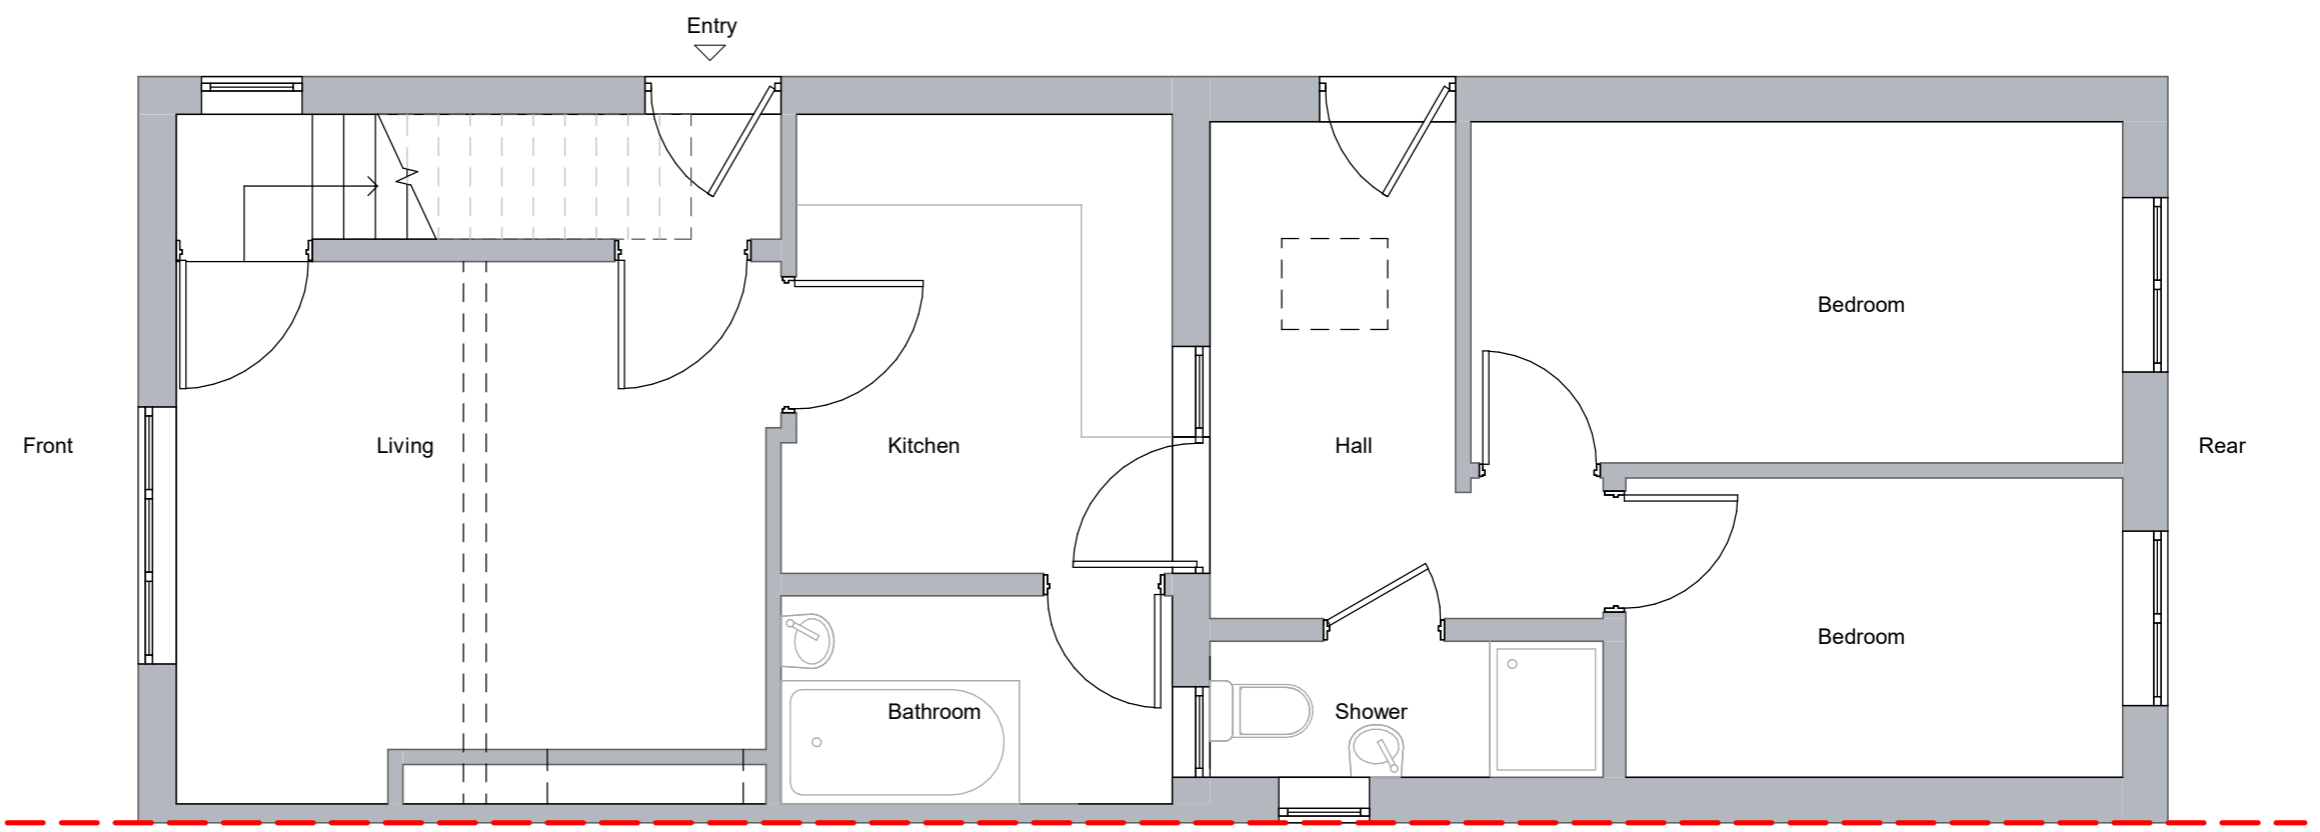 Entry
Bedroom
Front
Living
Kitchen
Hall
Rear
Bedroom
Bathroom
Shower